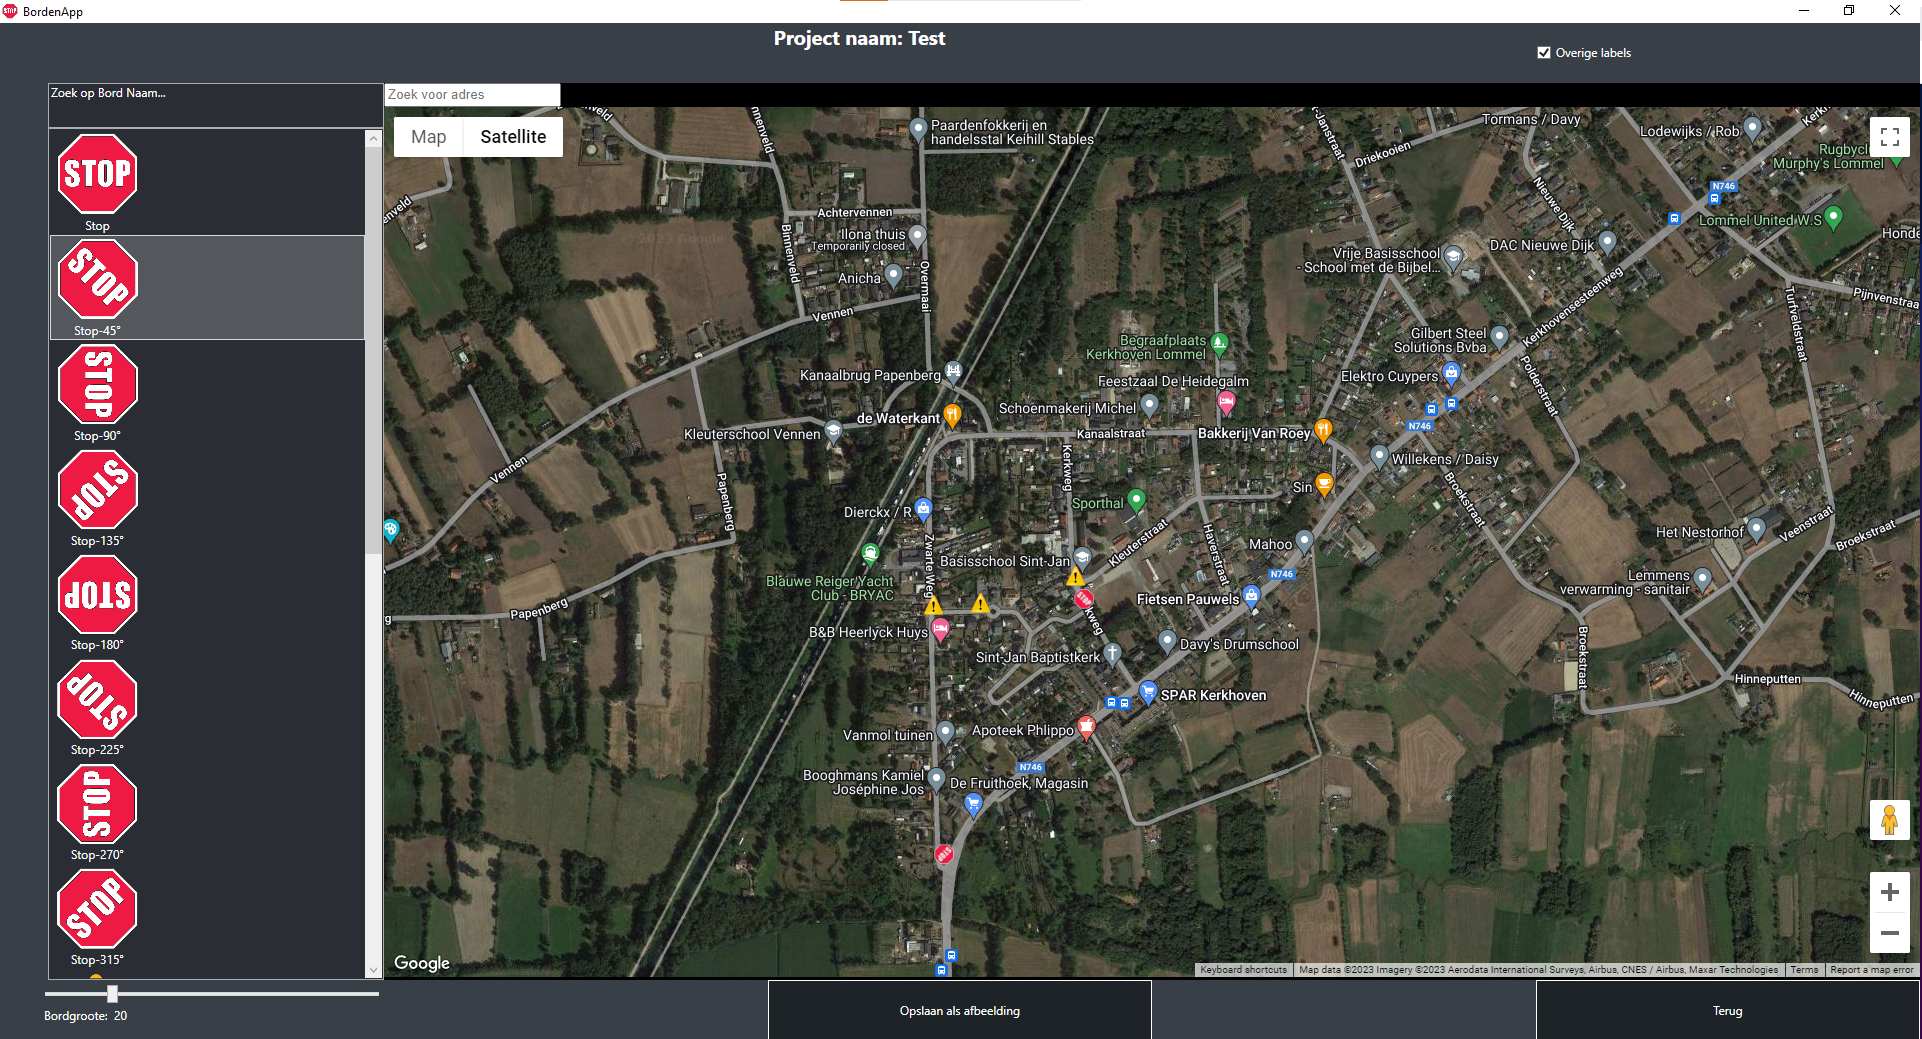 BordenApp
Project naam: Test
Overige labels
Zoek op Bord Naam...
STOP
Stop
STOP
Stop-45°
STOP
Stop-90°
STOP
Stop-135°
STOP
Stop-180°
STOP
Stop-225°
STOP
Stop-270°
STOP
Stop-315°
Bordgroote: 20
Zoek voor adres
Map
Satellite
Paardenfokkerij en
handelsstal Keihill Stables
Tormans / Davy
Lodewijks / Rob
Murphy's Lommel
Driekooien
N746
Nieuwe Dijk
Lommel United W.S
Achtervennen
Binnenveld
Ilona thuis
Temporarily closed
Anicha
Overmaai
Vennen
Vrije Basisschool
- School met de Bijbel...
DAC Nieuwe Dijk
Kerkhovensesteenweg
Turfveldstraat
Pijnvenstraa
Begraafplaats
Kerkhoven Lommel
Gilbert Steel
Solutions Bvba
Polderstraat
Kanaalbrug Papenberg
Feestzaal De Heidegalm
Elektro Cuypers
de Waterkant
Schoenmakerij Michel
Kleuterschool Vennen
Kanaalstraat
Bakkerij Van Roey
N746
Kerkweg
Willekens / Daisy
Vennen
Papenberg
Sin
Broekstraat
Sporthal
Dierckx / R
Kleuterstraat
Haverstraat
Mahoo
Het Nestorhof
Veenstraat
Broekstraat
Zwarte Weg
Basisschool Sint-Jan
N746
Blauwe Reiger Yacht
Club - BRYAC
Lemmens
verwarming - sanitair
Papenberg
Fietsen Pauwels
STOP
B&B Heerlyck Huys
Davy's Drumschool
Sint-Jan Baptistkerk
Broekstraat
SPAR Kerkhoven
Hinneputten
Hinneputten
Vanmol tuinen
Apoteek Phlippo
N746
Booghmans Kamiel
Joséphine Jos
De Fruithoek, Magasin
STOP
Google
Keyboard shortcuts
Map data ©2023 Imagery ©2023 Aerodata International Surveys, Airbus, CNES / Airbus, Maxar Technologies
Terms
Report a map error
Opslaan als afbeelding
Terug